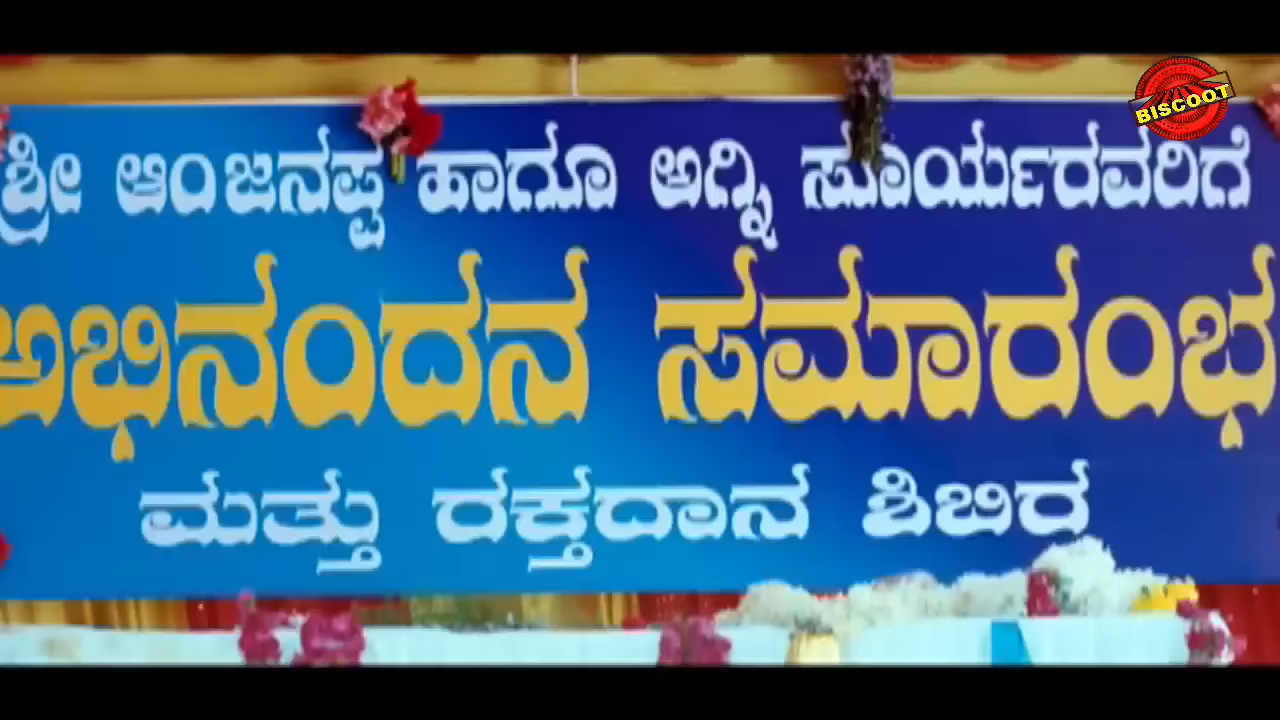 BISCOOT
ಶ್ರೀ ಆಂಜನಪ್ಪ ಹಾಗೂ ಅಗ್ನಿ ಸೂರ್ಯರವರಿಗೆ
ಅಭಿನಂದನ ಸಮಾರಂಭ
ಮತ್ತು ರಕ್ತದಾನ ಶಿಬಿರ